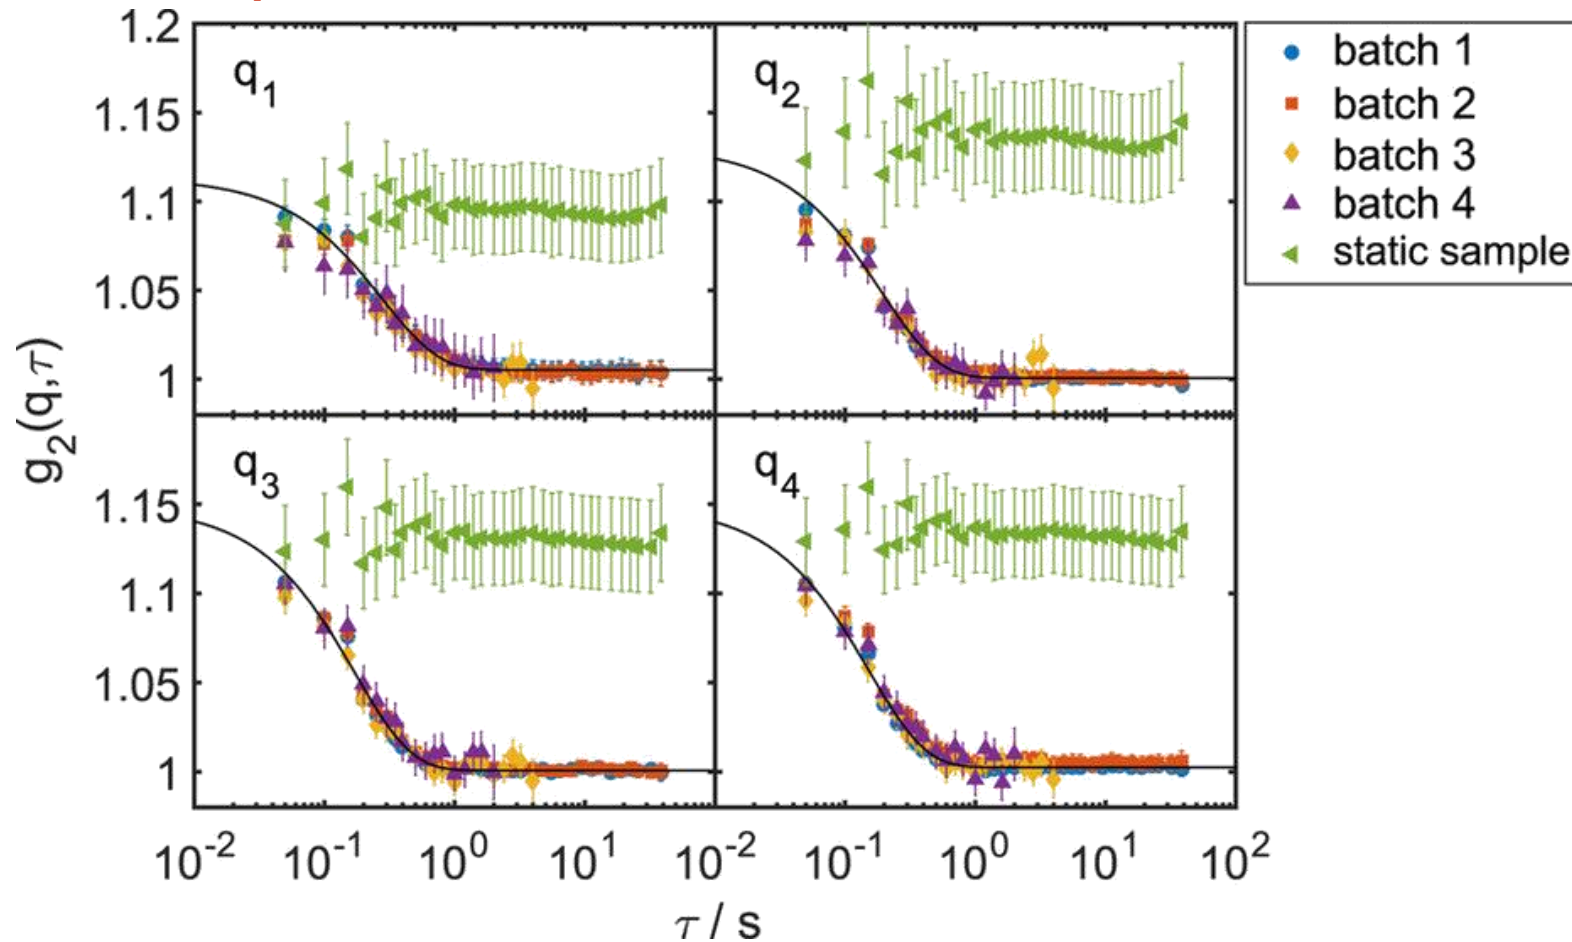 1.2
1.15
1.1
1.05
1
1.15
1.1
1.05
1
g2(q,τ)
q1
q2
q3
q4
batch 1
batch 2
batch 3
batch 4
static sample
10-2
10-1
100
101
10-2
10-1
100
101
102
τ / s